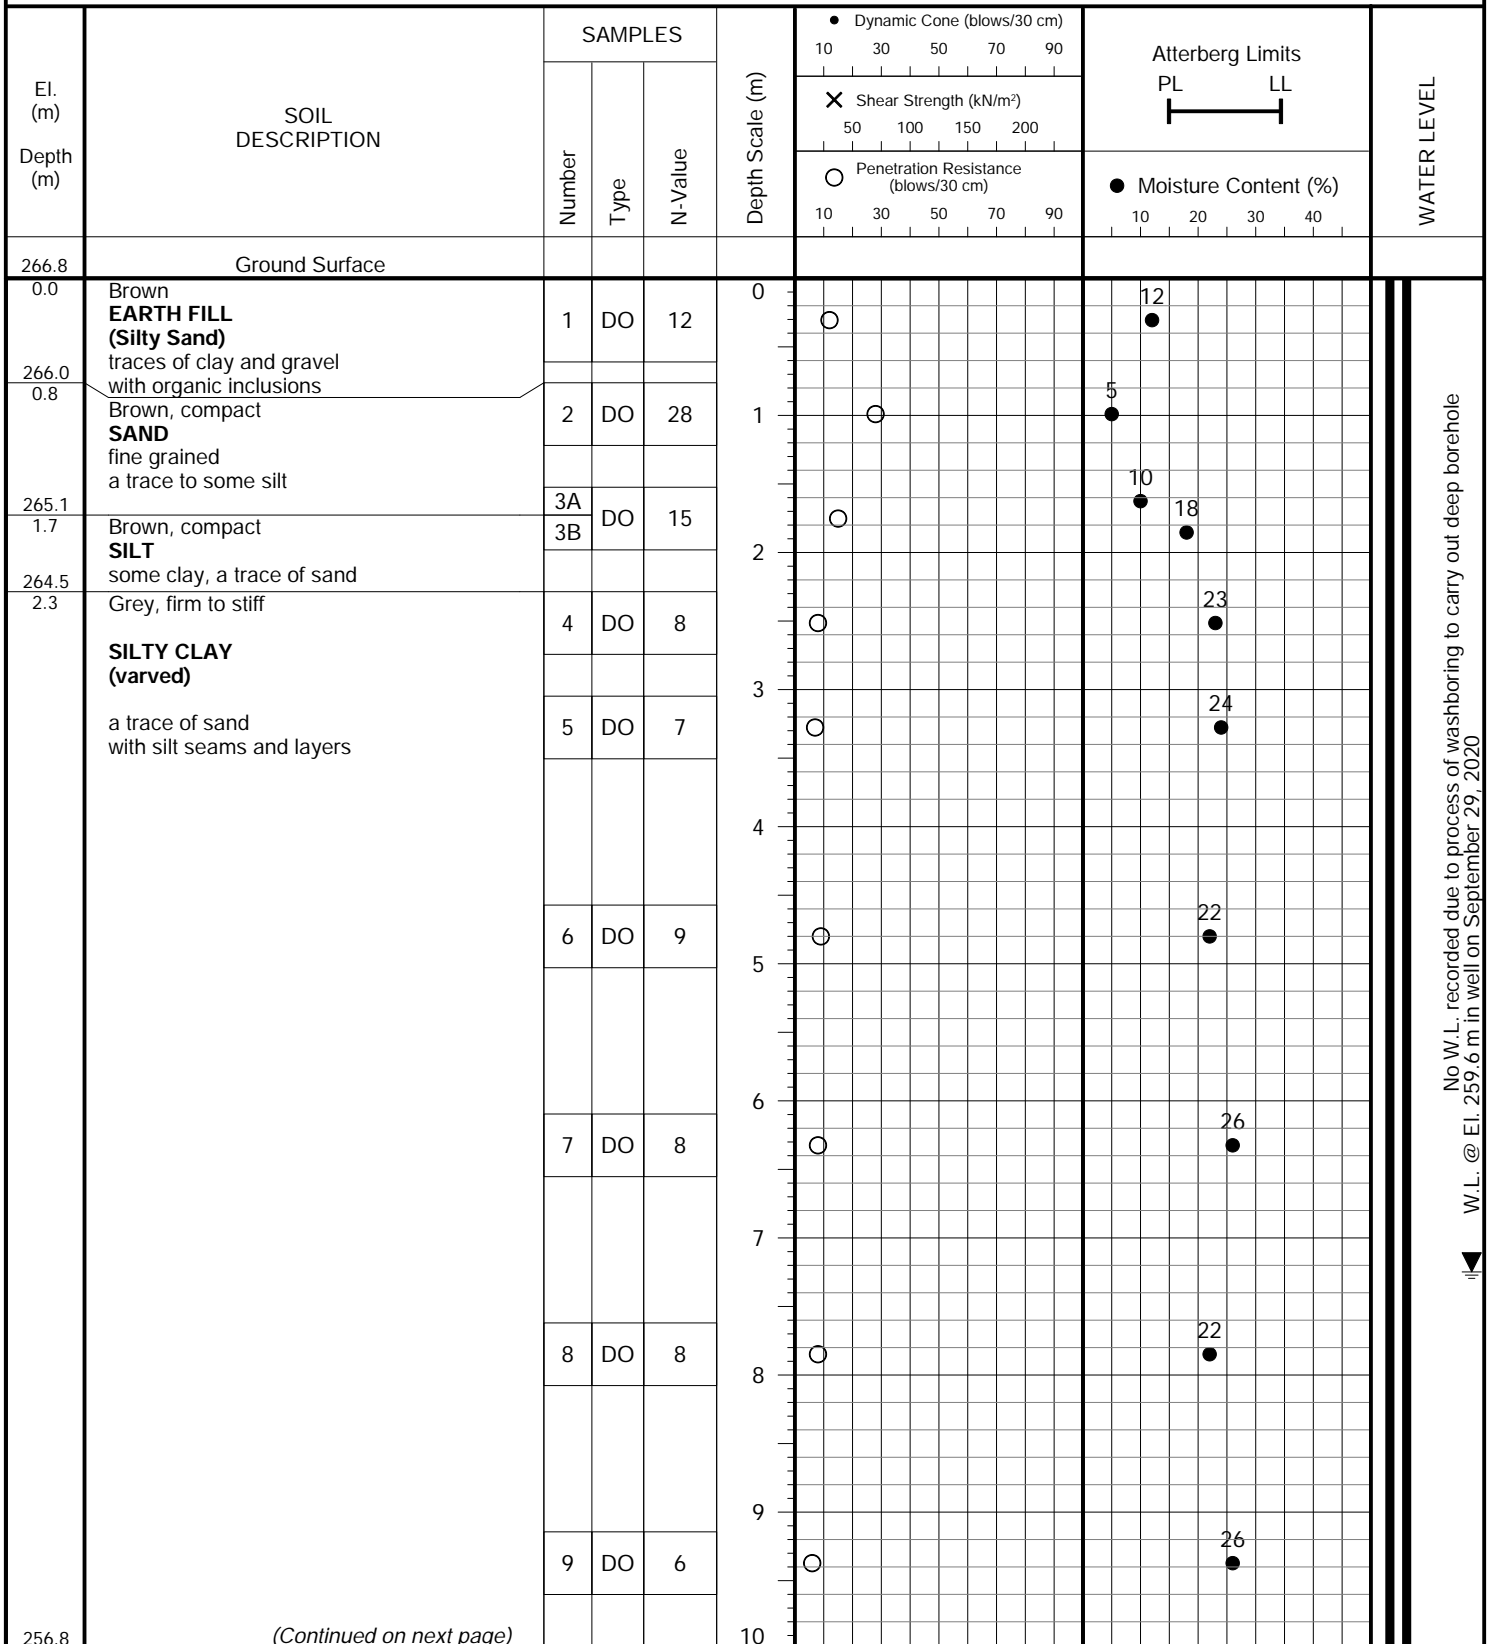 El.
(m)
Depth
(m)
SOIL
DESCRIPTION
SAMPLES
Number
Type
N-Value
Depth Scale (m)
● Dynamic Cone (blows/30 cm)
10 30 50 70 90
✕ Shear Strength (kN/m²)
50 100 150 200
○ Penetration Resistance
(blows/30 cm)
10 30 50 70 90
Atterberg Limits
PL LL
● Moisture Content (%)
10 20 30 40
WATER LEVEL
266.8 Ground Surface
0.0 Brown
EARTH FILL
(Silty Sand)
traces of clay and gravel
with organic inclusions
1 DO 12
0
12
266.0
0.8
Brown, compact
SAND
fine grained
a trace to some silt
2 DO 28
1
5
265.1
1.7
3A
3B
DO 15
10
18
Brown, compact
SILT
some clay, a trace of sand
2
264.5
2.3
Grey, firm to stiff
SILTY CLAY
(varved)
a trace of sand
with silt seams and layers
4 DO 8
23
3
5 DO 7
24
4
6 DO 9
22
5
6
7 DO 8
26
7
8 DO 8
22
8
9
9 DO 6
26
256.8 (Continued on next page) 10
No W.L. recorded due to process of washboring to carry out deep borehole
W.L. @ El. 259.6 m in well on September 29, 2020